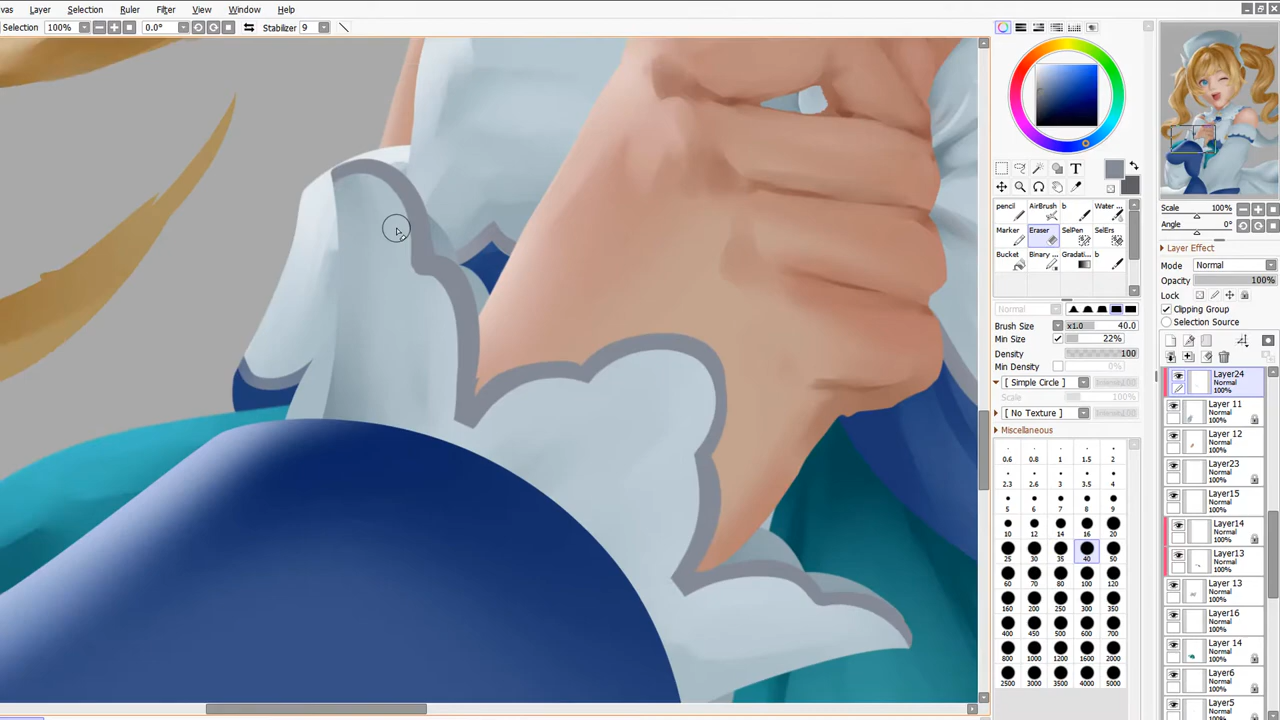 vas Layer Selection Ruler Filter View Window Help
Selection 100% 0.0° Stabilizer 9
T
pencil AirBrush b Water ...
Marker Eraser SelPen SelErs
Bucket Binary ... Gradati... b
Normal
Brush Size x1.0 40.0
Min Size 22%
Density 100
Min Density 0%
[ Simple Circle ]
Scale 100%
[ No Texture ]
Miscellaneous
0.6 0.8 1 1.5 2
2.3 2.6 3 3.5 4
5 6 7 8 9
10 12 14 16 20
25 30 35 40 50
60 70 80 100 120
160 200 250 300 350
400 450 500 600 700
800 1000 1200 1600 2000
2500 3000 3500 4000 5000
Scale 100%
Angle 0°
Layer Effect
Mode Normal
Opacity 100%
Lock
Clipping Group
Selection Source
Layer24
Normal
100%
Layer 11
Normal
100%
Layer 12
Normal
100%
Layer23
Normal
100%
Layer15
Normal
100%
Layer14
Normal
100%
Layer13
Normal
100%
Layer 13
Normal
100%
Layer16
Normal
100%
Layer 14
Normal
100%
Layer6
Normal
100%
Layer5
Normal